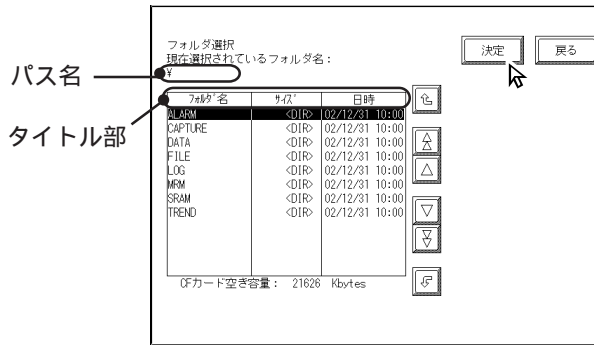 フォルダ選択
現在選択されているフォルダ名：
¥
決定
戻る
パス名
タイトル部
ﾌｫﾙﾀﾞ名 ｻｲｽﾞ 日時
ALARM <DIR> 02/12/31 10:00
CAPTURE <DIR> 02/12/31 10:00
DATA <DIR> 02/12/31 10:00
FILE <DIR> 02/12/31 10:00
LOG <DIR> 02/12/31 10:00
MRM <DIR> 02/12/31 10:00
SRAM <DIR> 02/12/31 10:00
TREND <DIR> 02/12/31 10:00
CFカード空き容量： 21626 Kbytes